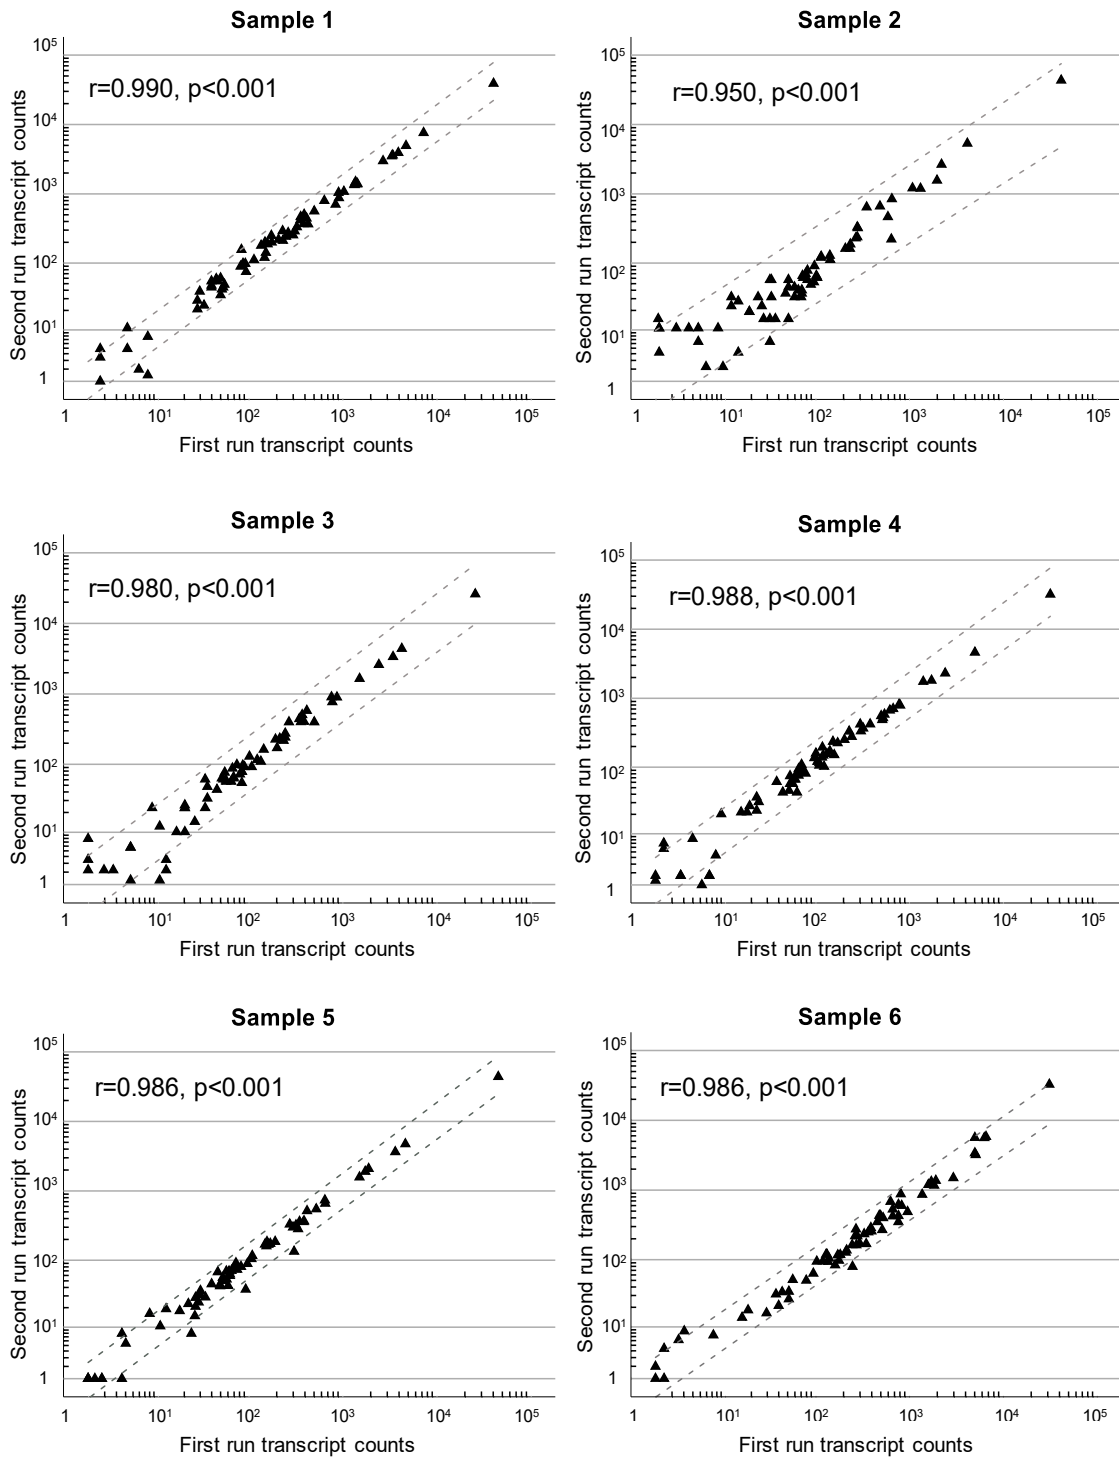 Sample 1
Second run transcript counts
10⁵
10⁴
10³
10²
10¹
1
r=0.990, p<0.001
1 10¹ 10² 10³ 10⁴ 10⁵
First run transcript counts
Sample 2
Second run transcript counts
10⁵
10⁴
10³
10²
10¹
1
r=0.950, p<0.001
1 10¹ 10² 10³ 10⁴ 10⁵
First run transcript counts
Sample 3
Second run transcript counts
10⁵
10⁴
10³
10²
10¹
1
r=0.980, p<0.001
1 10¹ 10² 10³ 10⁴ 10⁵
First run transcript counts
Sample 4
Second run transcript counts
10⁵
10⁴
10³
10²
10¹
1
r=0.988, p<0.001
1 10¹ 10² 10³ 10⁴ 10⁵
First run transcript counts
Sample 5
Second run transcript counts
10⁵
10⁴
10³
10²
10¹
1
r=0.986, p<0.001
1 10¹ 10² 10³ 10⁴ 10⁵
First run transcript counts
Sample 6
Second run transcript counts
10⁵
10⁴
10³
10²
10¹
1
r=0.986, p<0.001
1 10¹ 10² 10³ 10⁴ 10⁵
First run transcript counts